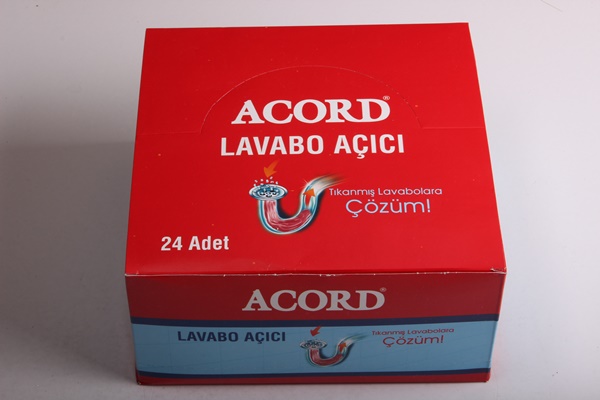 ACORD®
LAVABO AÇICI
Tıkanmış Lavabolara
Çözüm!
24 Adet
ACORD®
LAVABO AÇICI
Tıkanmış Lavabolara
Çözüm!